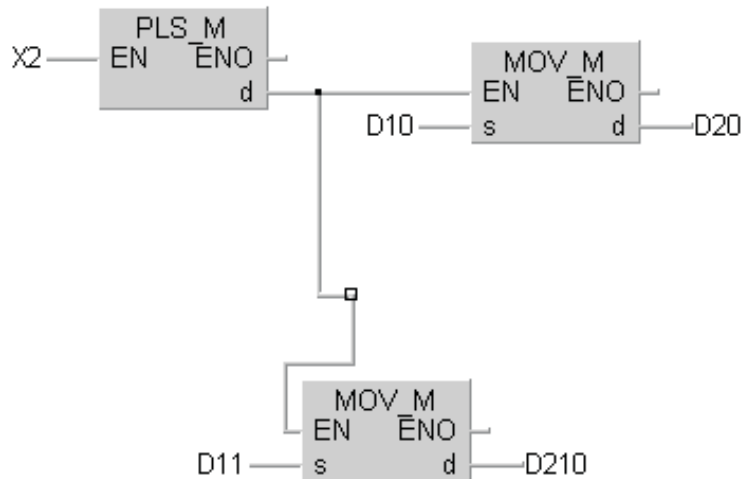 PLS_M
X2 EN ENO
d
MOV_M
EN ENO
D10 s d D20
MOV_M
EN ENO
D11 s d D210